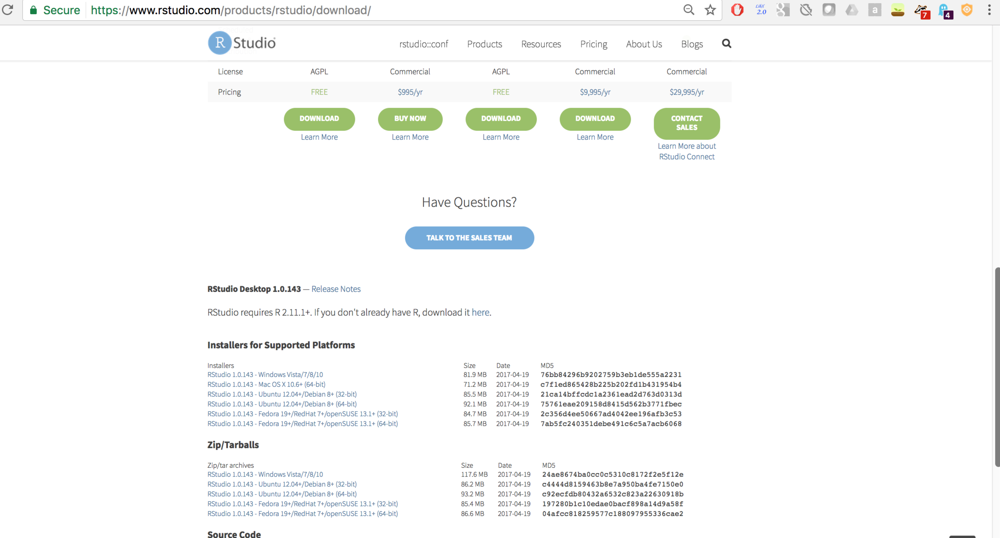 Secure https://www.rstudio.com/products/rstudio/download/
LibX 2.0 a 7 4
R Studio rstudio::conf Products Resources Pricing About Us Blogs
License AGPL Commercial AGPL Commercial Commercial
Pricing FREE $995/yr FREE $9,995/yr $29,995/yr
DOWNLOAD BUY NOW DOWNLOAD DOWNLOAD CONTACT
SALES
Learn More Learn More Learn More Learn More
Learn More about
RStudio Connect
Have Questions?
TALK TO THE SALES TEAM
RStudio Desktop 1.0.143 — Release Notes
RStudio requires R 2.11.1+. If you don't already have R, download it here.
Installers for Supported Platforms
Installers Size Date MD5
RStudio 1.0.143 - Windows Vista/7/8/10 81.9 MB 2017-04-19 76bb84296b9202759b3eb1de555a2231
RStudio 1.0.143 - Mac OS X 10.6+ (64-bit) 71.2 MB 2017-04-19 c7f1ed865428b225b202fd1b431954b4
RStudio 1.0.143 - Ubuntu 12.04+/Debian 8+ (32-bit) 85.5 MB 2017-04-19 21ca14bffcdc1a2361ead2d763d0313d
RStudio 1.0.143 - Ubuntu 12.04+/Debian 8+ (64-bit) 92.1 MB 2017-04-19 75761eae209158d8415d562b3771fbec
RStudio 1.0.143 - Fedora 19+/RedHat 7+/openSUSE 13.1+ (32-bit) 84.7 MB 2017-04-19 2c356d4ee50667ad4042ee196afb3c53
RStudio 1.0.143 - Fedora 19+/RedHat 7+/openSUSE 13.1+ (64-bit) 85.7 MB 2017-04-19 7ab5fc240351debe491c6c5a7acb6068
Zip/Tarballs
Zip/tar archives Size Date MD5
RStudio 1.0.143 - Windows Vista/7/8/10 117.6 MB 2017-04-19 24ae8674ba0cc0c5310c8172f2e5f12e
RStudio 1.0.143 - Ubuntu 12.04+/Debian 8+ (32-bit) 86.2 MB 2017-04-19 c4444d8159463b8e7a950ba4fe7150e0
RStudio 1.0.143 - Ubuntu 12.04+/Debian 8+ (64-bit) 93.2 MB 2017-04-19 c92ecfdb80432a6532c823a22630918b
RStudio 1.0.143 - Fedora 19+/RedHat 7+/openSUSE 13.1+ (32-bit) 85.4 MB 2017-04-19 197280b1c10edae0bacf898a14d9a58f
RStudio 1.0.143 - Fedora 19+/RedHat 7+/openSUSE 13.1+ (64-bit) 86.6 MB 2017-04-19 04afcc818259577c188097955336cae2
Source Code